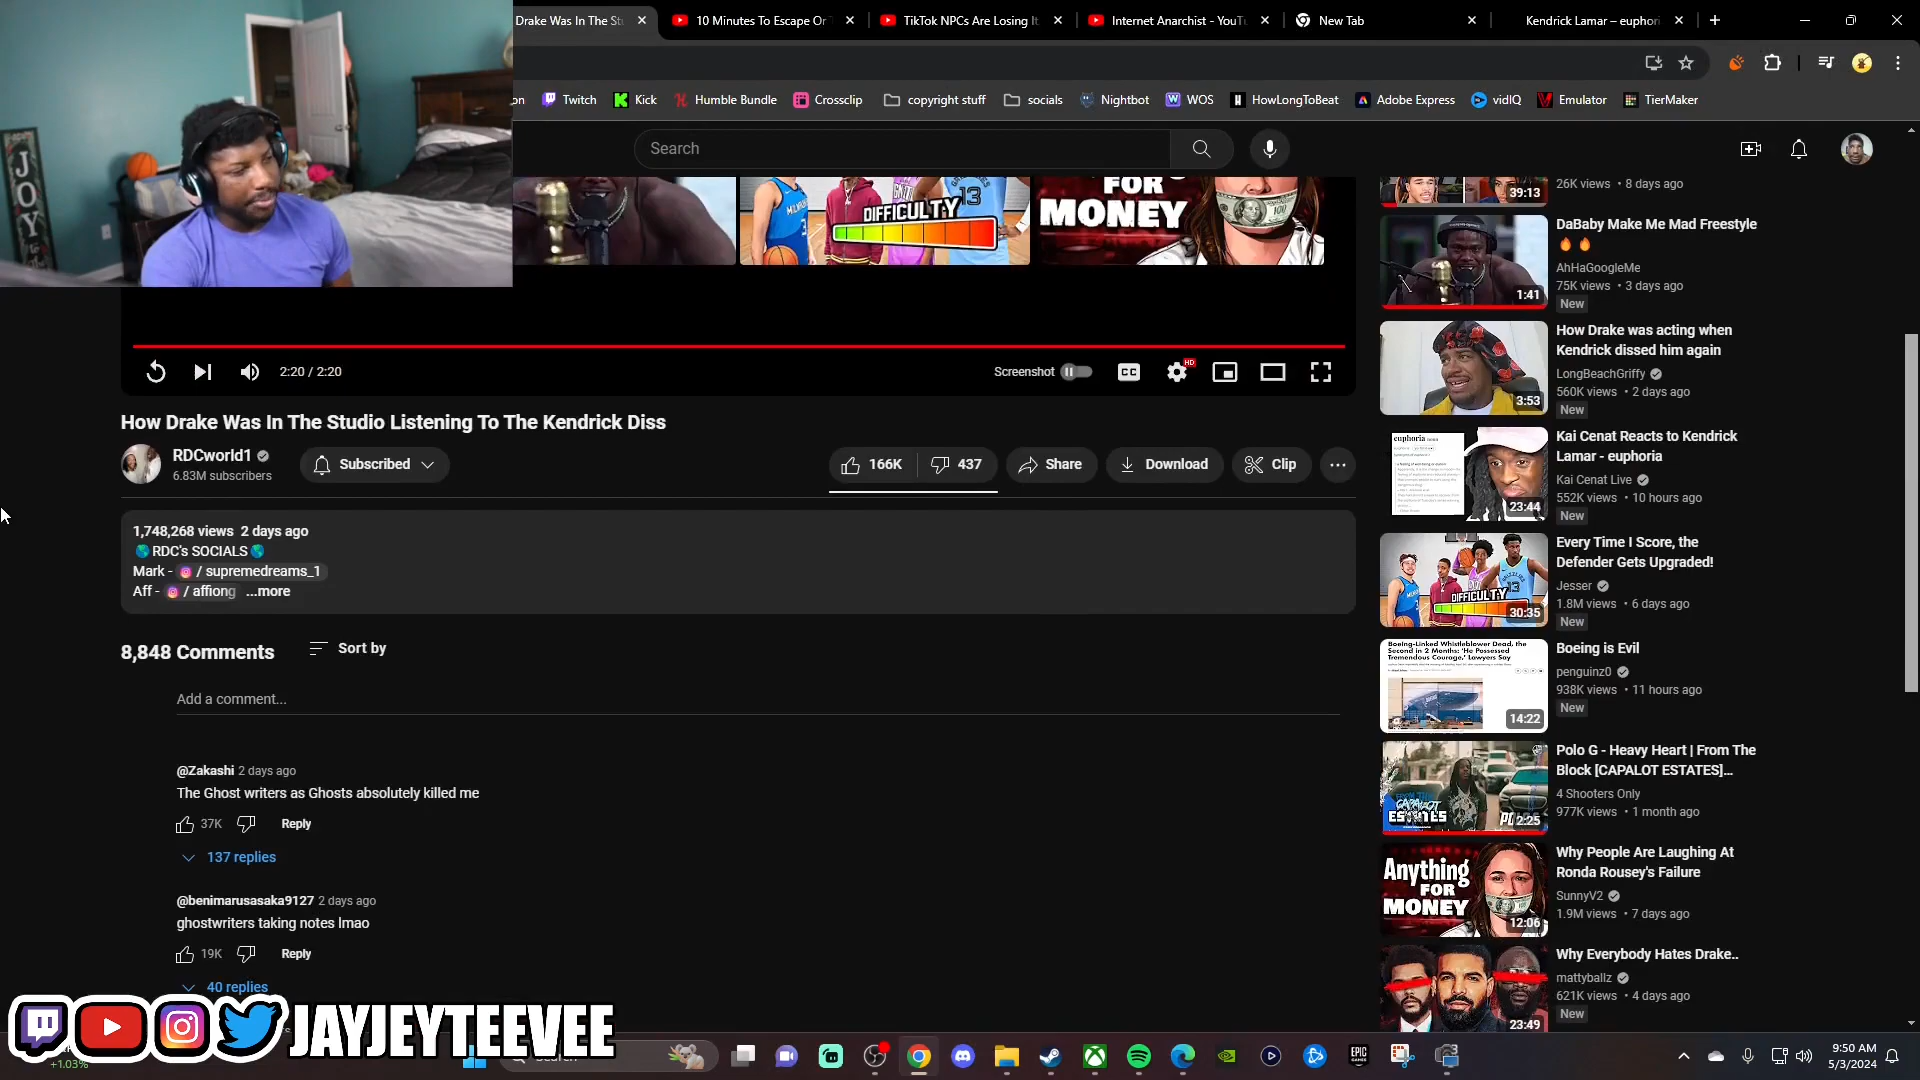 Drake Was In The Stu
10 Minutes To Escape Or
TikTok NPCs Are Losing It
Internet Anarchist - YouTu
New Tab
Kendrick Lamar – euphori
on
Twitch
Kick
Humble Bundle
Crossclip
copyright stuff
socials
Nightbot
WOS
HowLongToBeat
Adobe Express
vidIQ
Emulator
TierMaker
JOY
Search
DIFFICULTY
13
FOR
MONEY
2:20 / 2:20
Screenshot
CC
HD
How Drake Was In The Studio Listening To The Kendrick Diss
RDCworld1
6.83M subscribers
Subscribed
166K
437
Share
Download
Clip
1,748,268 views 2 days ago
RDC's SOCIALS
Mark - / supremedreams_1
Aff - / affiong ...more
8,848 Comments
Sort by
Add a comment...
@Zakashi 2 days ago
The Ghost writers as Ghosts absolutely killed me
37K
Reply
137 replies
@benimarusasaka9127 2 days ago
ghostwriters taking notes lmao
19K
Reply
40 replies
39:13
26K views • 8 days ago
1:41
DaBaby Make Me Mad Freestyle
AhHaGoogleMe
75K views • 3 days ago
New
3:53
How Drake was acting when
Kendrick dissed him again
LongBeachGriffy
560K views • 2 days ago
New
euphoria noun
23:44
Kai Cenat Reacts to Kendrick
Lamar - euphoria
Kai Cenat Live
552K views • 10 hours ago
New
DIFFICULTY
30:35
Every Time I Score, the
Defender Gets Upgraded!
Jesser
1.8M views • 6 days ago
New
Boeing-Linked Whistleblower Dead, the
Second in 2 Months: 'He Possessed
Tremendous Courage,' Lawyers Say
14:22
Boeing is Evil
penguinz0
938K views • 11 hours ago
New
2:25
Polo G - Heavy Heart | From The
Block [CAPALOT ESTATES]...
4 Shooters Only
977K views • 1 month ago
Anything
FOR
MONEY
12:06
Why People Are Laughing At
Ronda Rousey's Failure
SunnyV2
1.9M views • 7 days ago
23:49
Why Everybody Hates Drake..
mattyballz
621K views • 4 days ago
New
JAYJEYTEEVEE
+1.03%
EPIC
GAMES
9:50 AM
5/3/2024